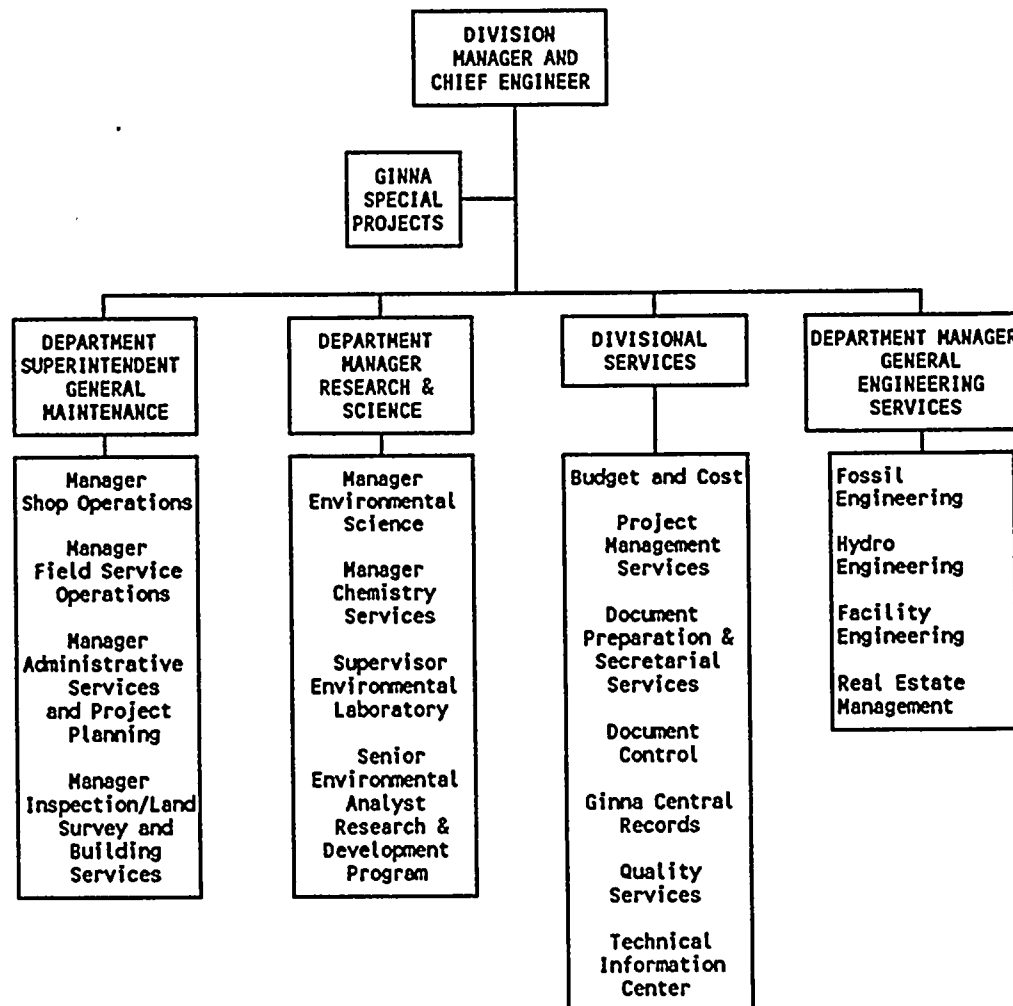 DIVISION
MANAGER AND
CHIEF ENGINEER
GINNA
SPECIAL
PROJECTS
DEPARTMENT
SUPERINTENDENT
GENERAL
MAINTENANCE
DEPARTMENT
MANAGER
RESEARCH &
SCIENCE
DIVISIONAL
SERVICES
DEPARTMENT MANAGER
GENERAL
ENGINEERING
SERVICES
Manager
Shop Operations
Manager
Field Service
Operations
Manager
Administrative
Services
and Project
Planning
Manager
Inspection/Land
Survey and
Building
Services
Manager
Environmental
Science
Manager
Chemistry
Services
Supervisor
Environmental
Laboratory
Senior
Environmental
Analyst
Research &
Development
Program
Budget and Cost
Project
Management
Services
Document
Preparation &
Secretarial
Services
Document
Control
Ginna Central
Records
Quality
Services
Technical
Information
Center
Fossil
Engineering
Hydro
Engineering
Facility
Engineering
Real Estate
Management